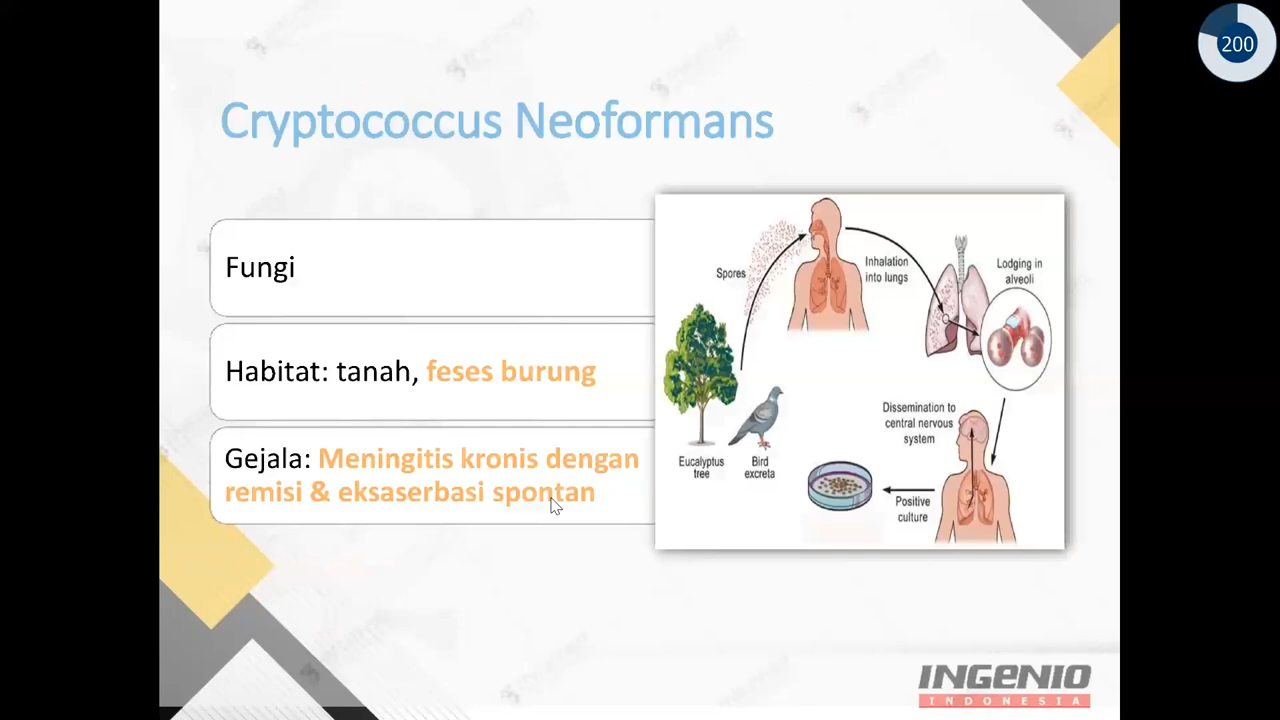 200
Cryptococcus Neoformans
Fungi
Habitat: tanah, feses burung
Gejala: Meningitis kronis dengan
remisi & eksaserbasi spontan
Spores
Inhalation
into lungs
Lodging in
alveoli
Dissemination to
central nervous
system
Eucalyptus
tree
Bird
excreta
Positive
culture
INGENIO
INDONESIA